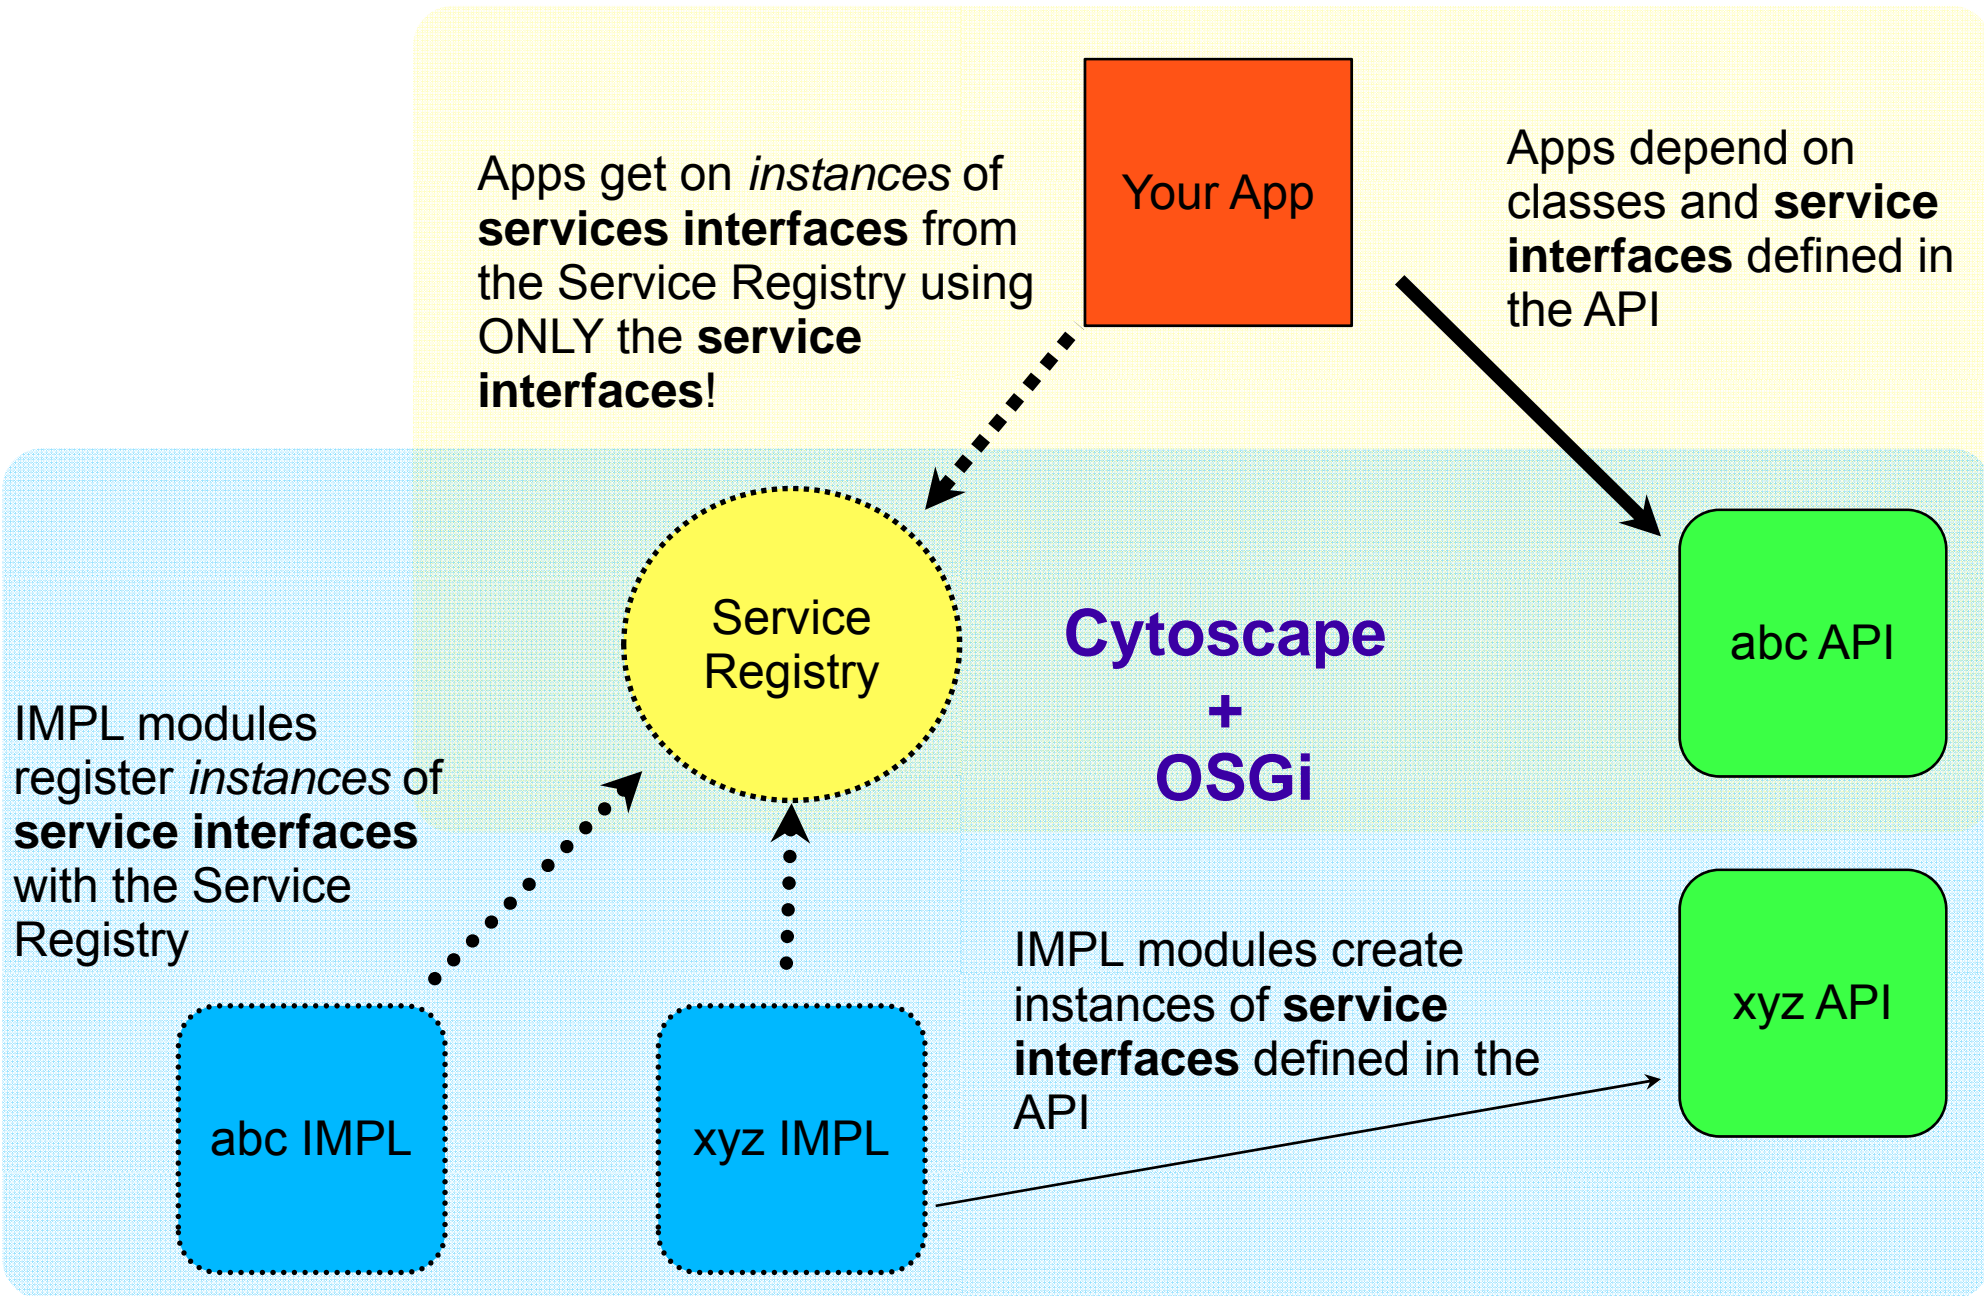 Your App
Apps get on instances of
services interfaces from
the Service Registry using
ONLY the service
interfaces!
Apps depend on
classes and service
interfaces defined in
the API
Service
Registry
Cytoscape
+
OSGi
abc API
IMPL modules
register instances of
service interfaces
with the Service
Registry
IMPL modules create
instances of service
interfaces defined in the
API
xyz API
abc IMPL
xyz IMPL